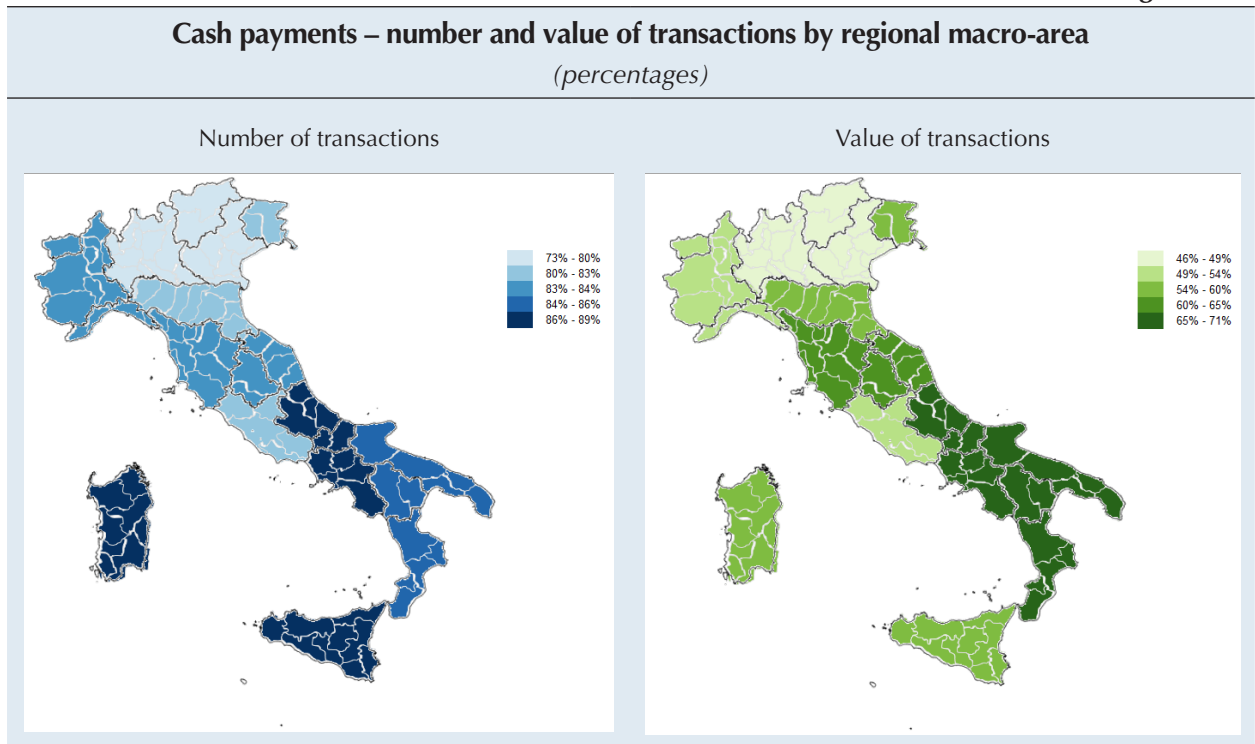 Cash payments – number and value of transactions by regional macro-area
(percentages)
Number of transactions
Value of transactions
73% - 80%
80% - 83%
83% - 84%
84% - 86%
86% - 89%
46% - 49%
49% - 54%
54% - 60%
60% - 65%
65% - 71%